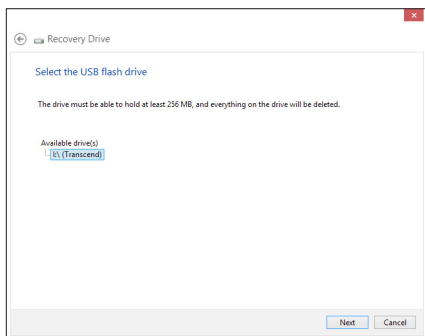 Recovery Drive
Select the USB flash drive
The drive must be able to hold at least 256 MB, and everything on the drive will be deleted.
Available drive(s)
I:\ (Transcend)
Next
Cancel